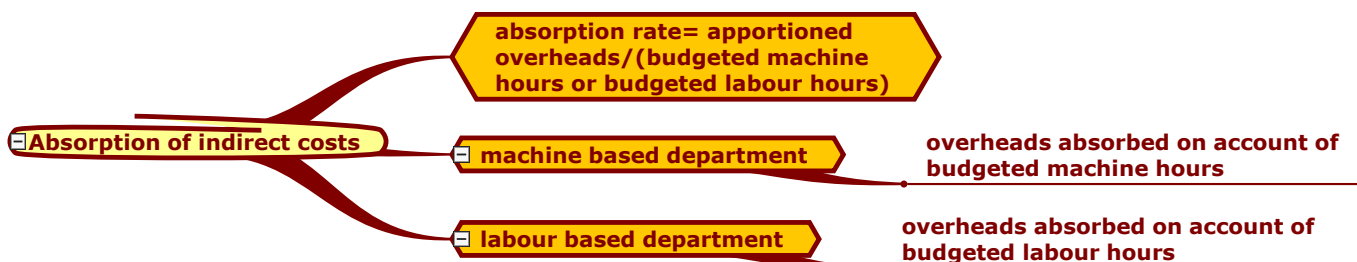 absorption rate= apportioned
overheads/(budgeted machine
hours or budgeted labour hours)
Absorption of indirect costs
machine based department
overheads absorbed on account of
budgeted machine hours
labour based department
overheads absorbed on account of
budgeted labour hours